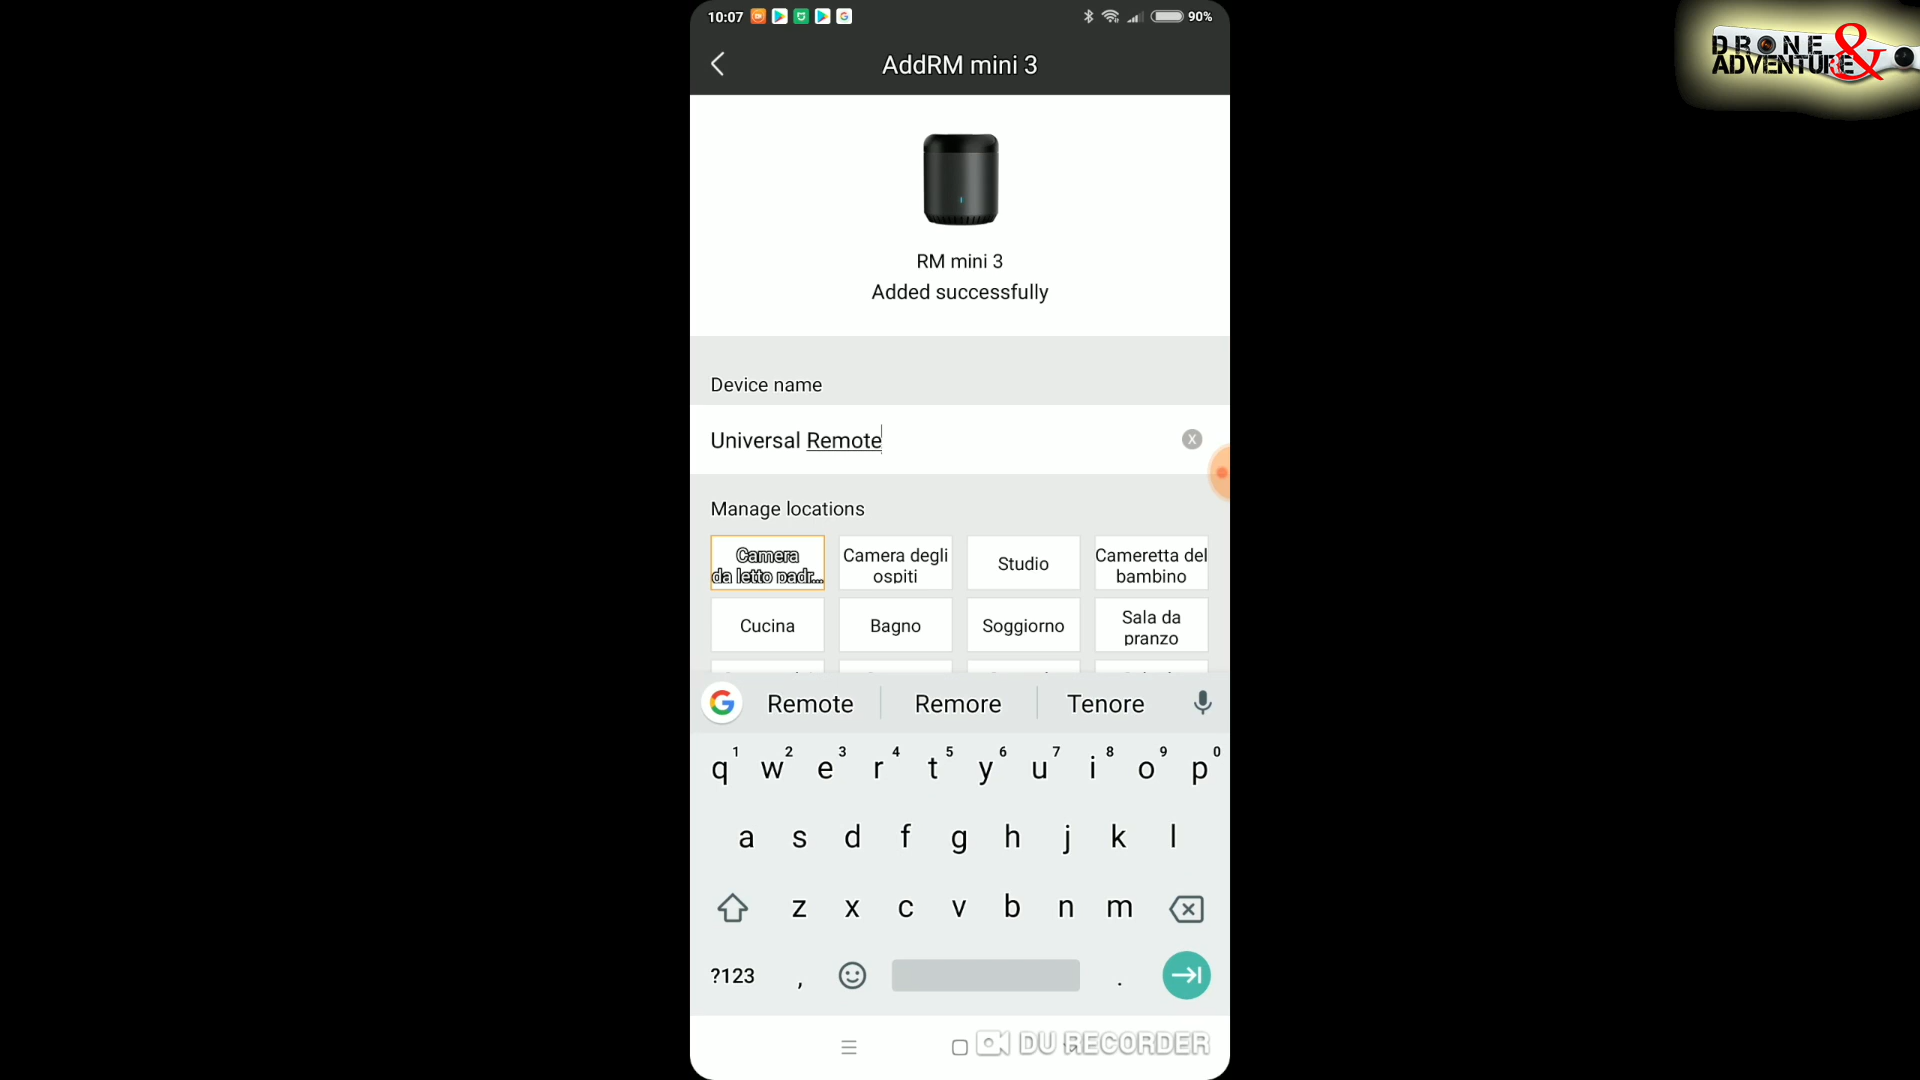 10:07
90%
DRONE &
ADVENTURE
AddRM mini 3
RM mini 3
Added successfully
Device name
Universal Remote
X
Manage locations
Camera
da letto padr...
Camera degli
ospiti
Studio
Cameretta del
bambino
Cucina
Bagno
Soggiorno
Sala da
pranzo
G
Remote
Remore
Tenore
1 2 3 4 5 6 7 8 9 0
q w e r t y u i o p
a s d f g h j k l
z x c v b n m
?123 , .
DU RECORDER